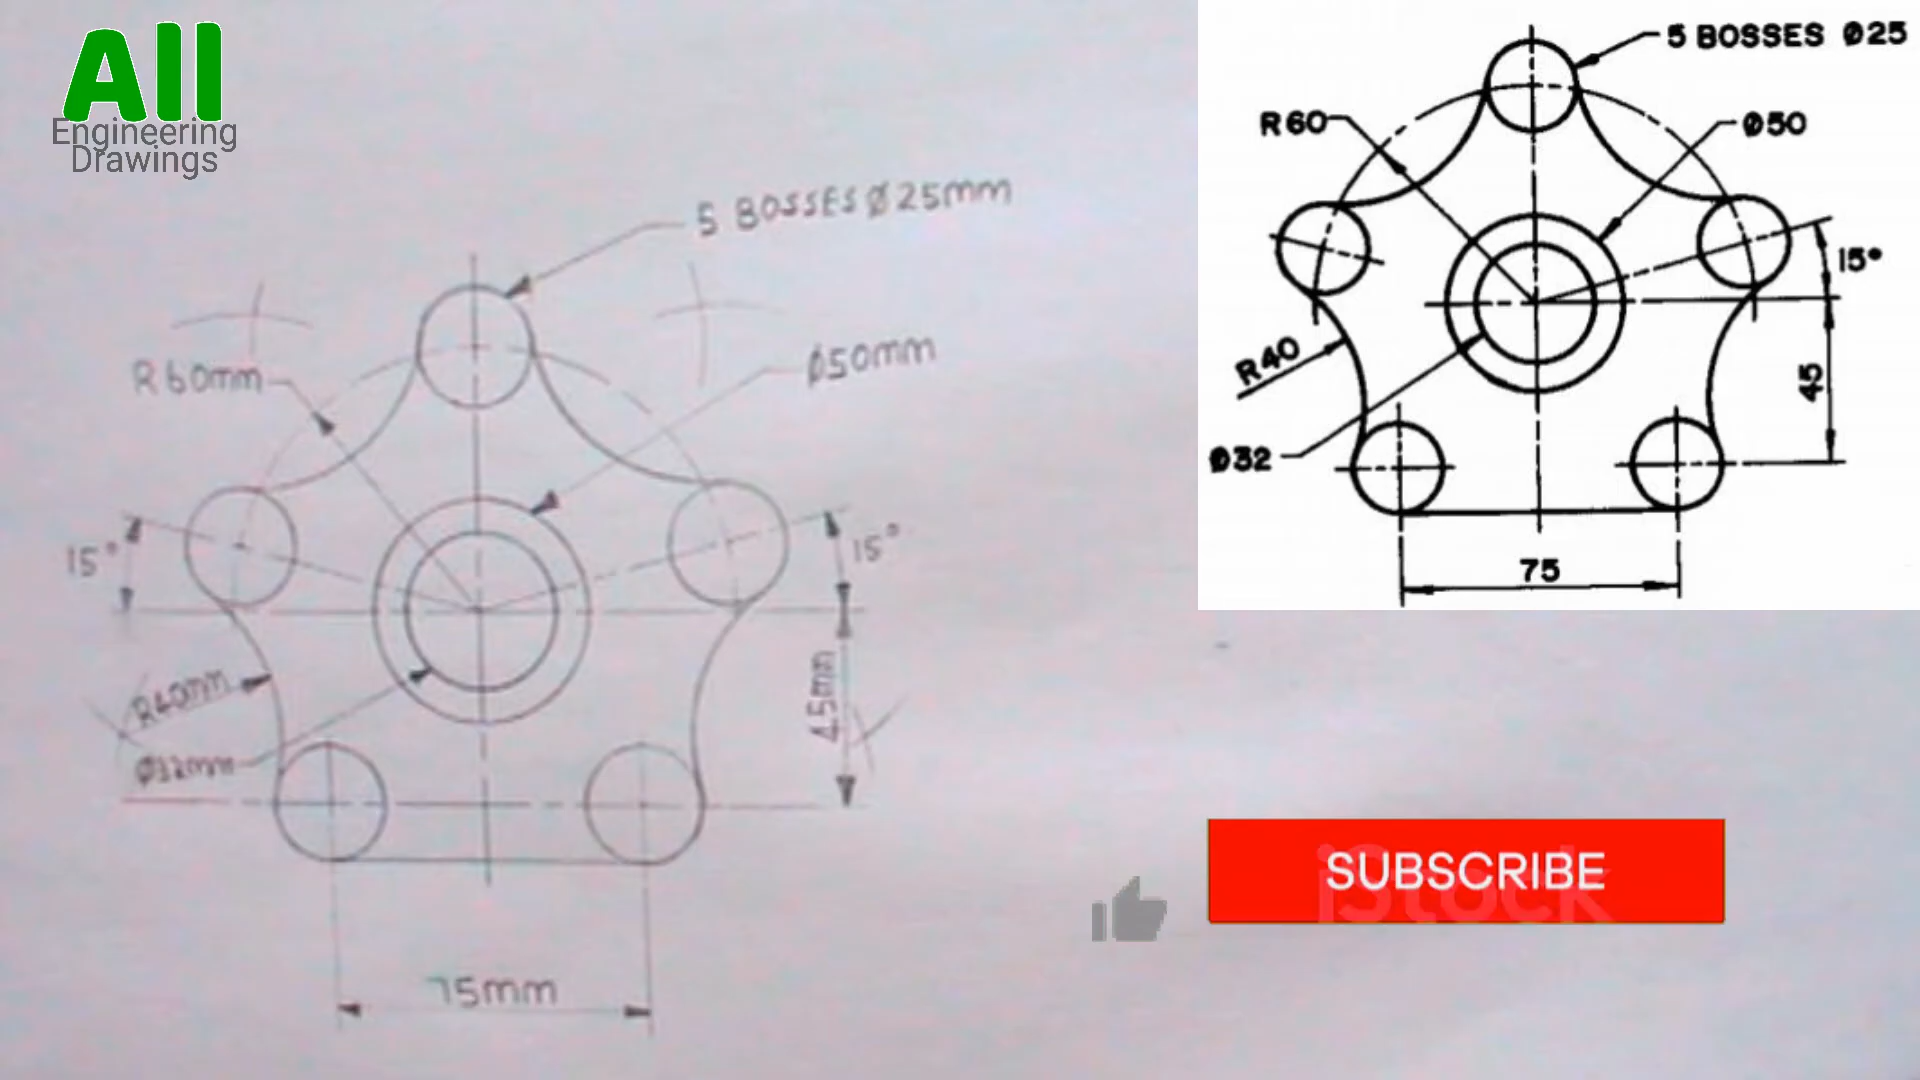 All
Engineering
Drawings
5 BOSSES Ø25mm
R60mm
Ø50mm
15°
15°
R40mm
45mm
Ø32mm
75mm
5 BOSSES Ø25
R60
Ø50
15°
R40
45
Ø32
75
SUBSCRIBE
iStock